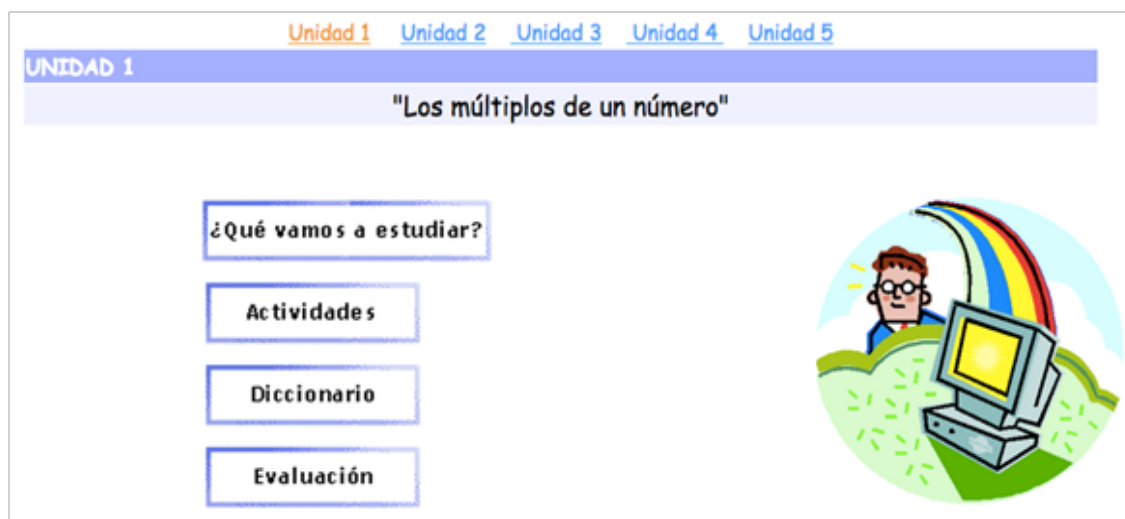 Unidad 1 Unidad 2 Unidad 3 Unidad 4 Unidad 5
UNIDAD 1
"Los múltiplos de un número"
¿Qué vamos a estudiar?
Actividades
Diccionario
Evaluación